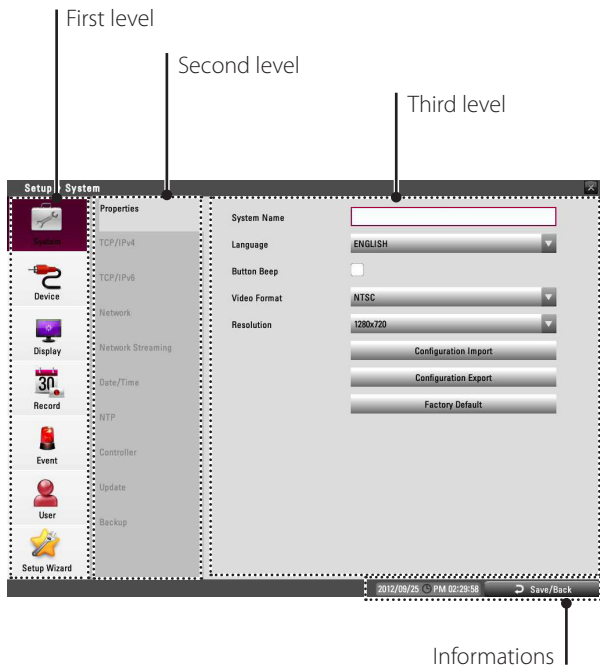 First level
Second level
Third level
Setup System
System
Device
Display
30
Record
Event
User
Setup Wizard
Properties
TCP/IPv4
TCP/IPv6
Network
Network Streaming
Date/Time
NTP
Controller
Update
Backup
System Name
Language ENGLISH
Button Beep
Video Format NTSC
Resolution 1280x720
Configuration Import
Configuration Export
Factory Default
2012/09/25 PM 02:29:58 Save/Back
Informations